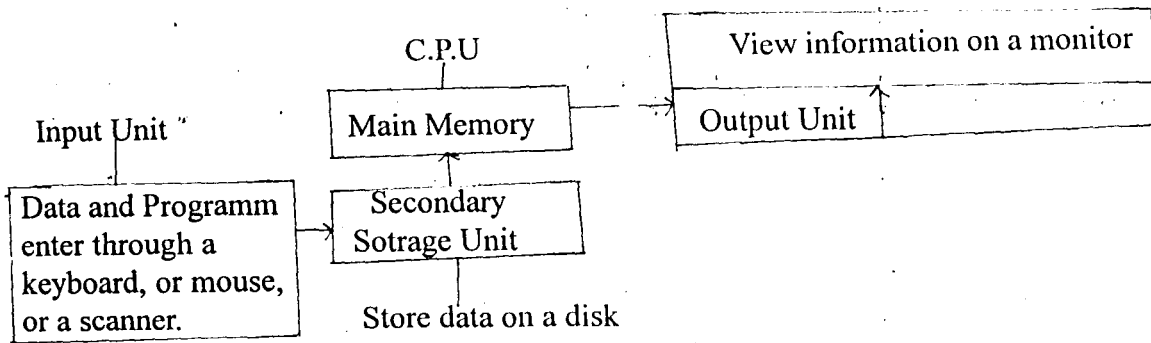 View information on a monitor
C.P.U
Main Memory
Output Unit
Input Unit "
Data and Programm
enter through a
keyboard, or mouse,
or a scanner.
Secondary
Sotrage Unit
Store data on a disk